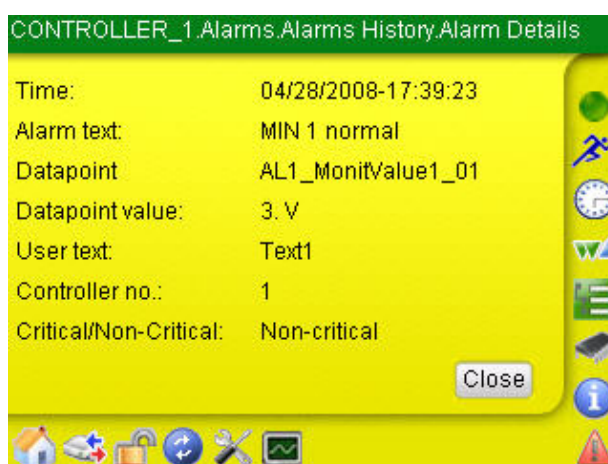 CONTROLLER_1.Alarms.Alarms History.Alarm Details
Time: 04/28/2008-17:39:23
Alarm text: MIN 1 normal
Datapoint AL1_MonitValue1_01
Datapoint value: 3. V
User text: Text1
Controller no.: 1
Critical/Non-Critical: Non-critical
Close